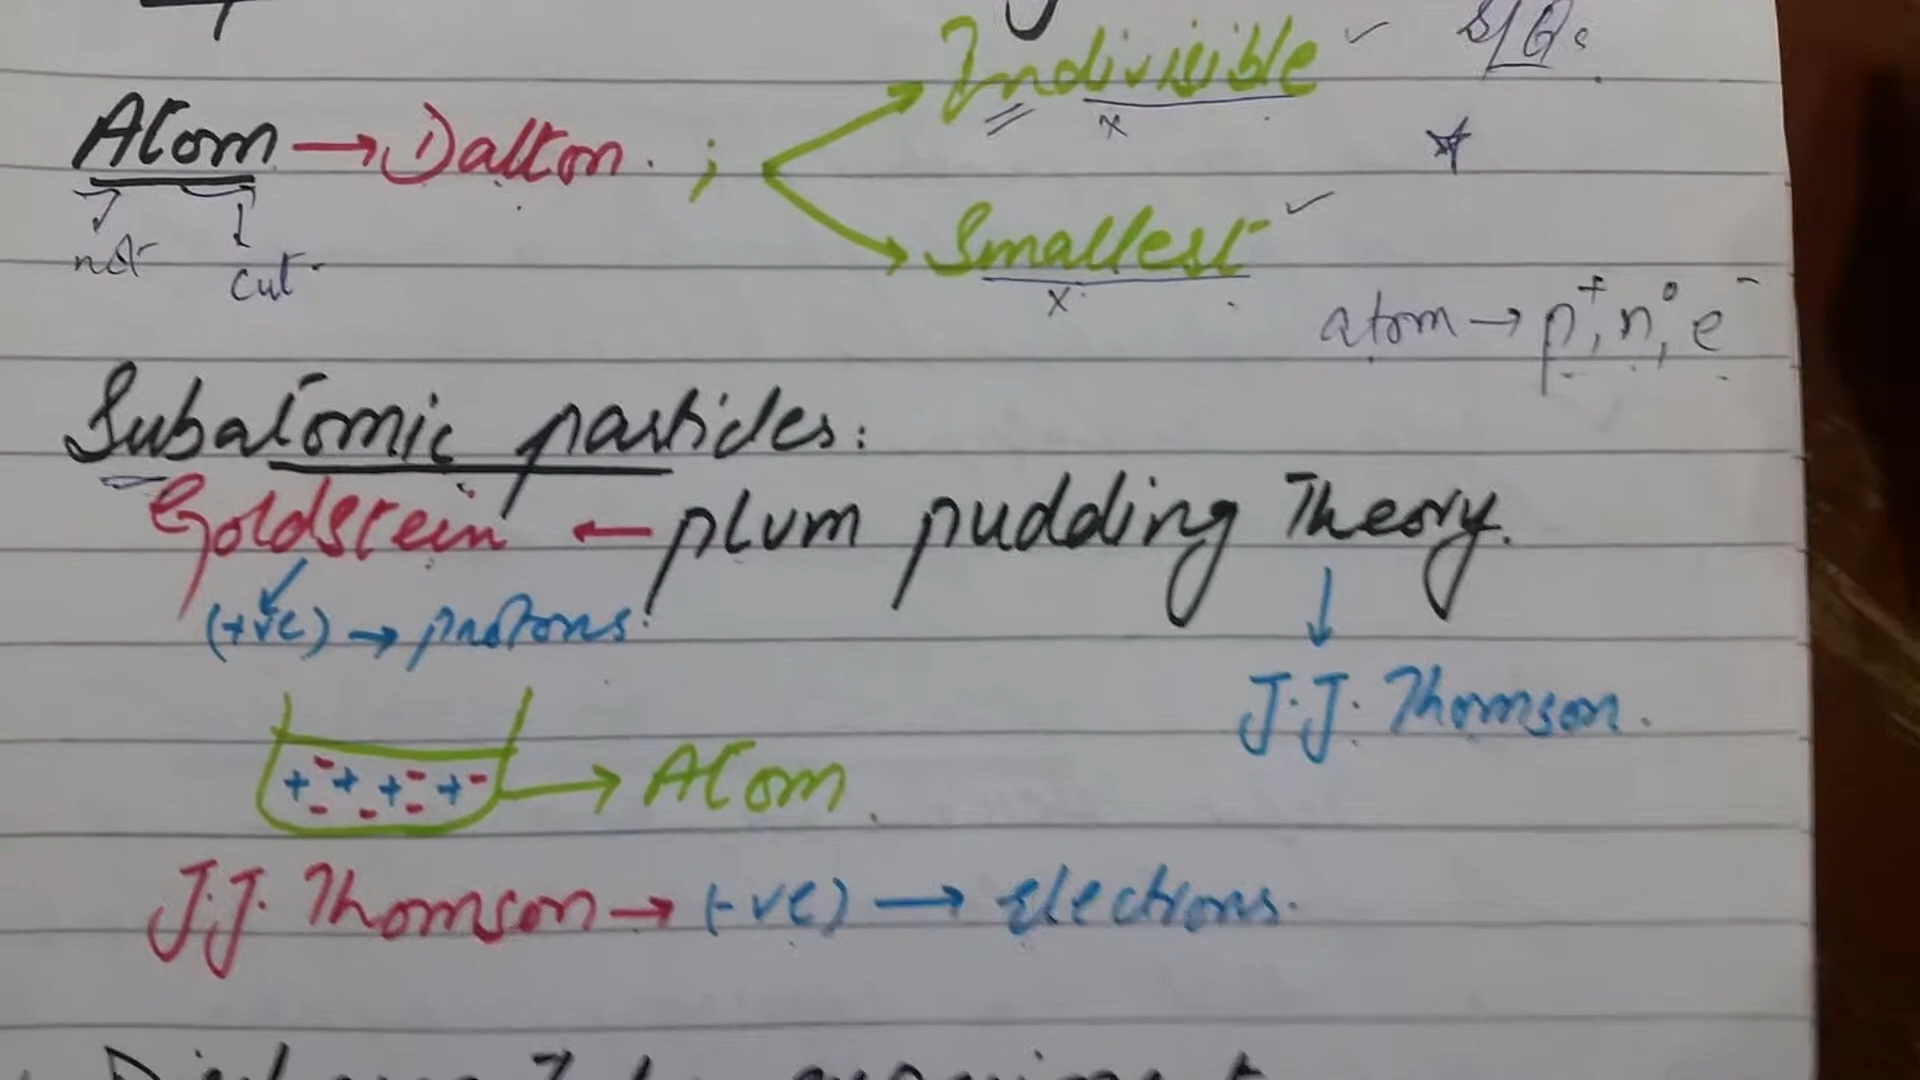 Indivisible ✓ S/Qs
Atom → Dalton. ;
x
not cut
Smallest ✓
x
atom → p⁺, n⁰, e⁻
Subatomic particles:
Goldstein ← plum pudding Theory.
(+ve) → protons
J.J. Thomson.
+ - + + - + -
- - -
→ Atom.
J.J. Thomson → (-ve) → electrons.